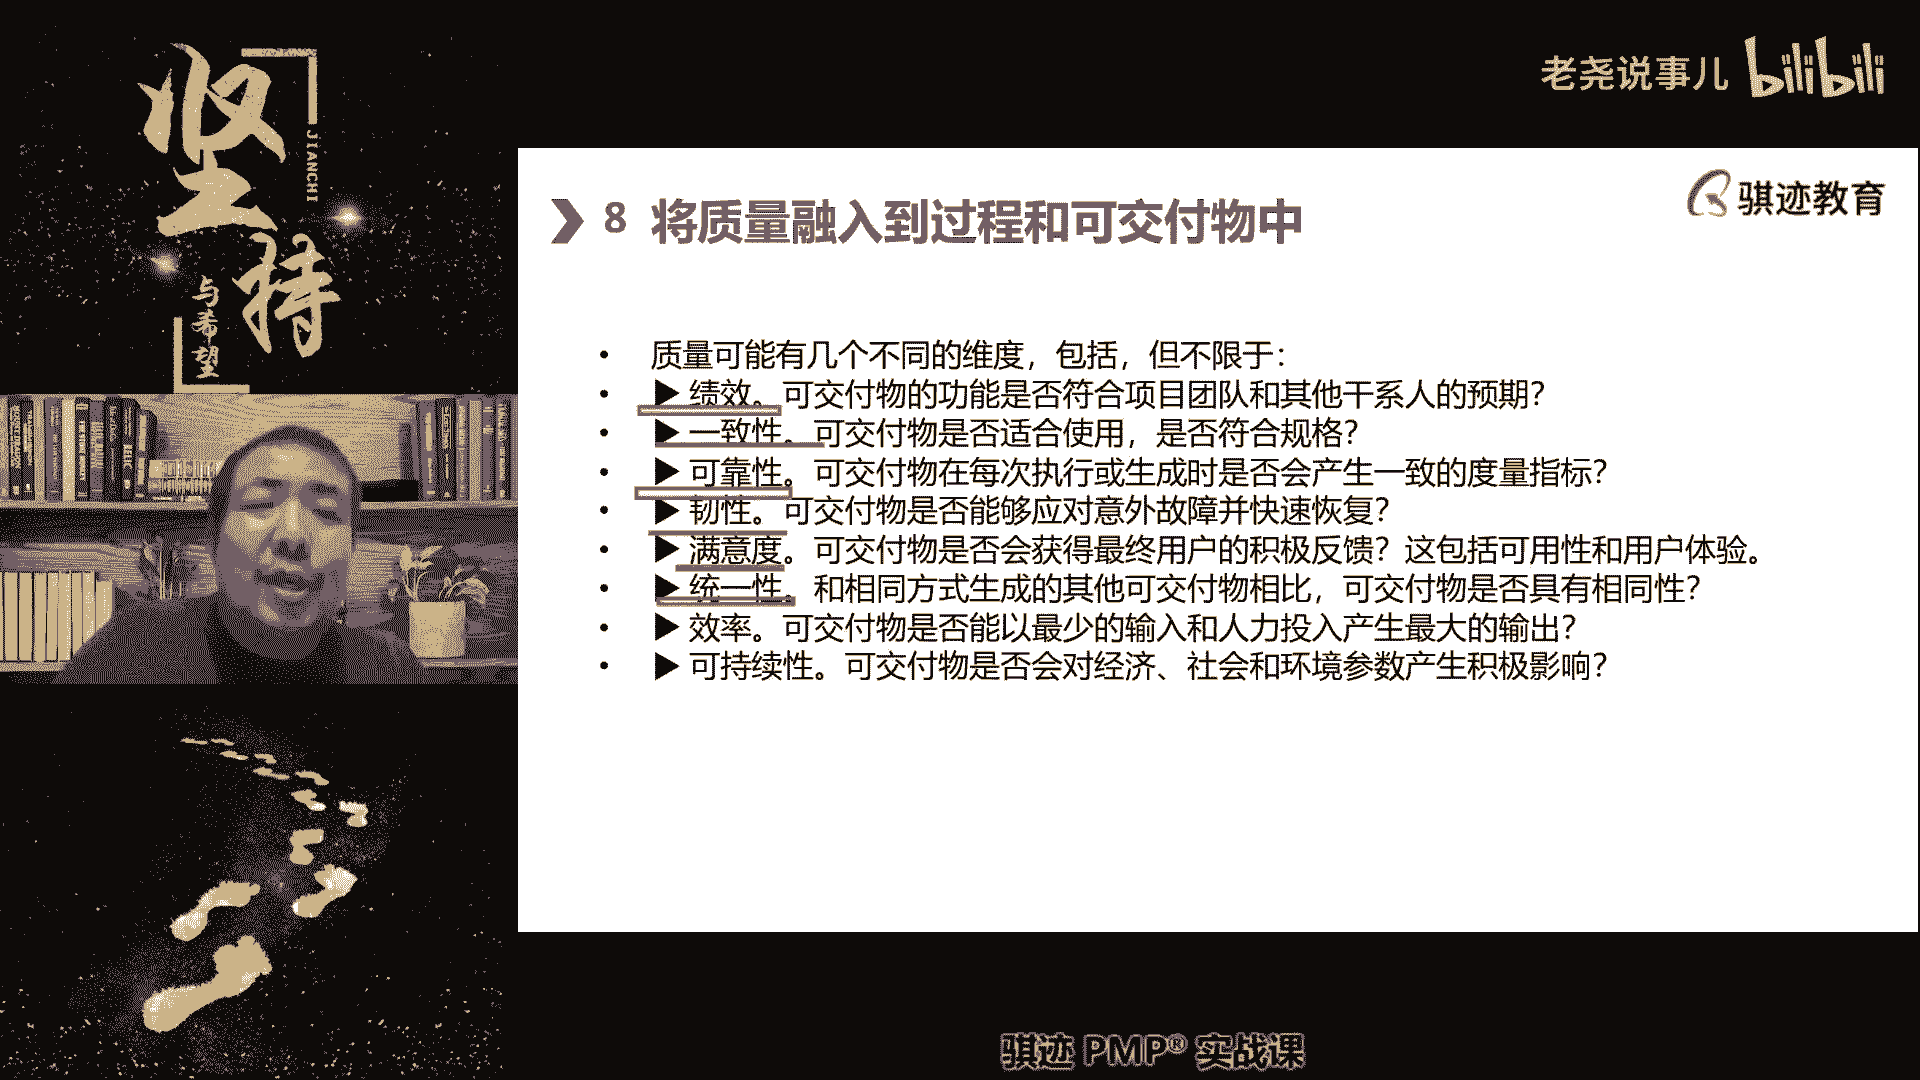 坚持
JIANCHI
与希望
老尧说事儿 bilibili
骐迹教育
8 将质量融入到过程和可交付物中
• 质量可能有几个不同的维度，包括，但不限于：
• ▶ 绩效。可交付物的功能是否符合项目团队和其他干系人的预期？
• ▶ 一致性。可交付物是否适合使用，是否符合规格？
• ▶ 可靠性。可交付物在每次执行或生成时是否会产生一致的度量指标？
• ▶ 韧性。可交付物是否能够应对意外故障并快速恢复？
• ▶ 满意度。可交付物是否会获得最终用户的积极反馈？这包括可用性和用户体验。
• ▶ 统一性。和相同方式生成的其他可交付物相比，可交付物是否具有相同性？
• ▶ 效率。可交付物是否能以最少的输入和人力投入产生最大的输出？
• ▶ 可持续性。可交付物是否会对经济、社会和环境参数产生积极影响？
骐迹 PMP® 实战课